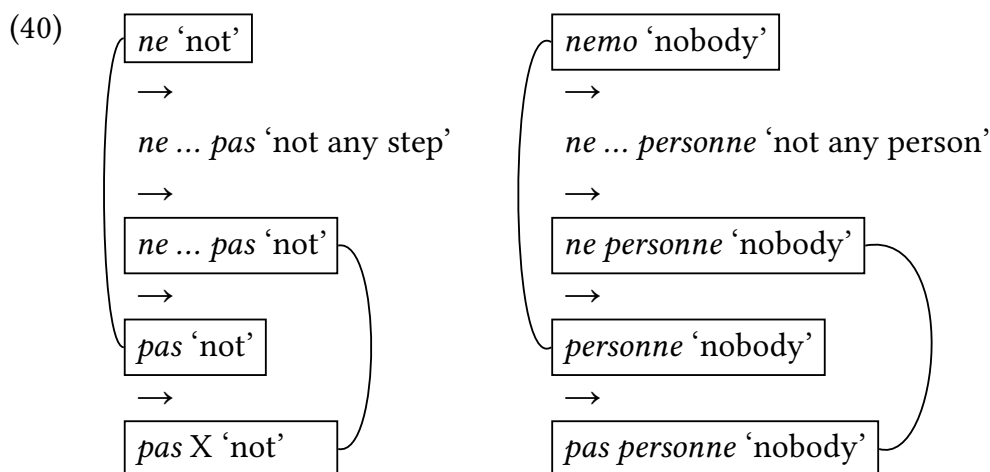 (40) ne ‘not’ nemo ‘nobody’
→ →
ne ... pas ‘not any step’ ne ... personne ‘not any person’
→ →
ne ... pas ‘not’ ne personne ‘nobody’
→ →
pas ‘not’ personne ‘nobody’
→ →
pas X ‘not’ pas personne ‘nobody’